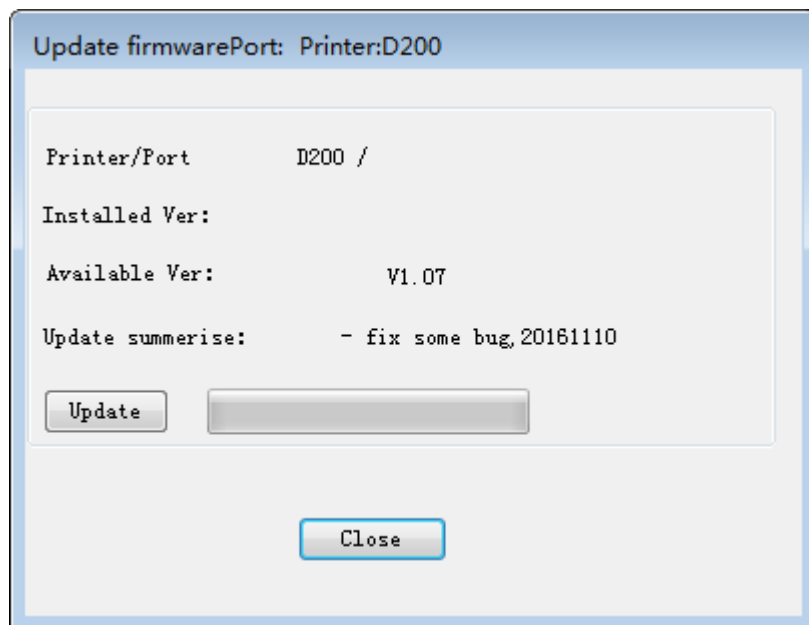 Update firmwarePort: Printer:D200
Printer/Port D200 /
Installed Ver:
Available Ver: V1.07
Update summerise: - fix some bug,20161110
Update
Close